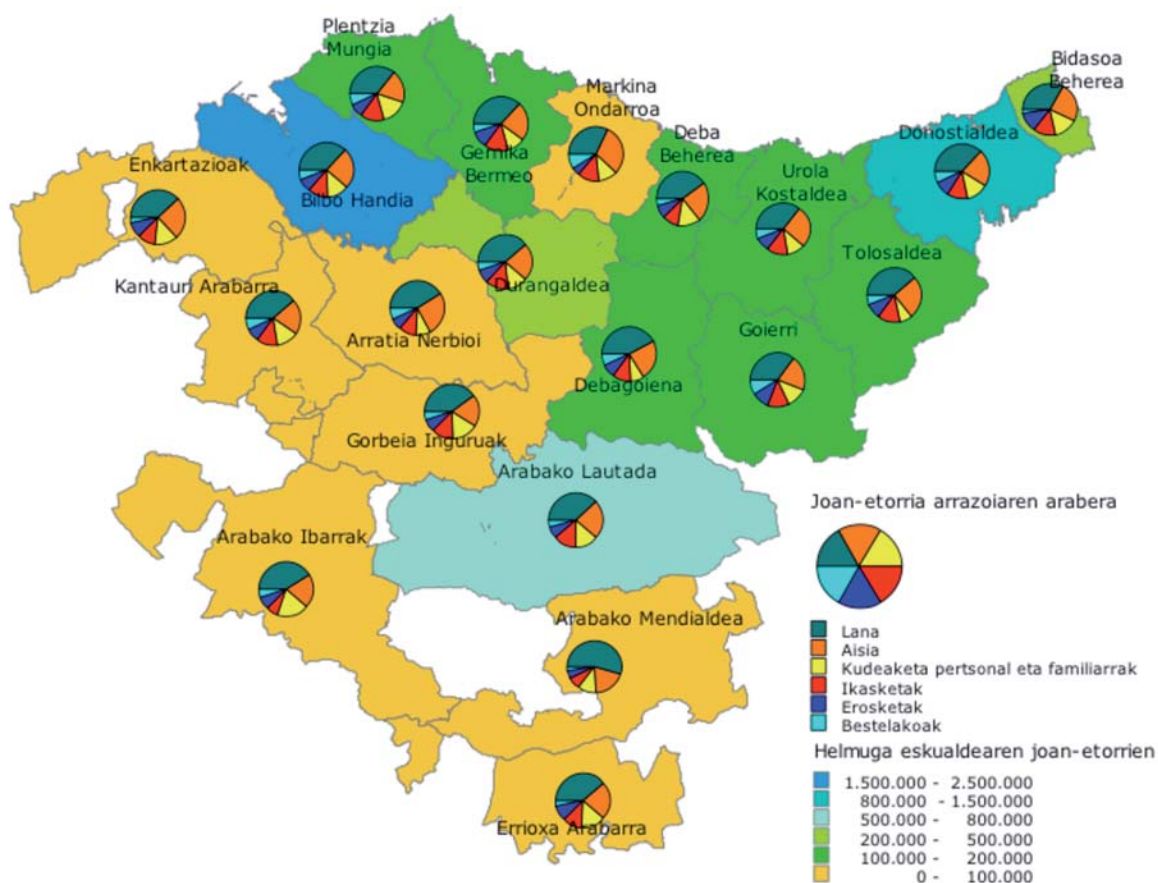 Plentzia
Mungia
Bidasoa
Beherea
Markina
Ondarroa
Deba
Beherea
Donostialdea
Gernika
Bermeo
Urola
Kostaldea
Enkartazioak
Bilbo Handia
Tolosaldea
Kantauri Arabarra
Durangaldea
Arratia Nerbioi
Goierri
Debagoiena
Gorbeia Inguruak
Arabako Lautada
Arabako Ibarrak
Arabako Mendialdea
Errioxa Arabarra
Joan-etorria arrazoiaren arabera
Lana
Aisia
Kudeaketa pertsonal eta familiarrak
Ikasketak
Erosketak
Bestelakoak
Helmuga eskualdearen joan-etorrien
1.500.000 - 2.500.000
800.000 - 1.500.000
500.000 - 800.000
200.000 - 500.000
100.000 - 200.000
0 - 100.000